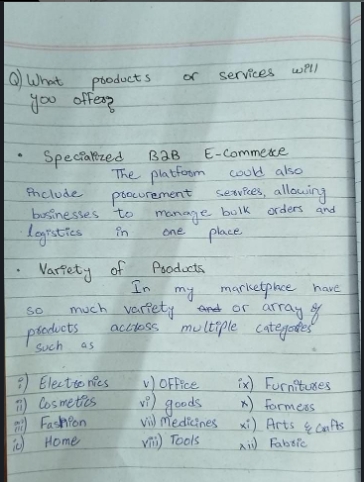 Q) What products or services will
you offer?
• Specialized B2B E-Commerce
The platform could also
include procurement services, allowing
businesses to manage bulk orders and
logistics in one place
• Variety of Products
In my marketplace have
so much variety and or array of
products accross multiple categories
such as
i) Electronics v) Office ix) Furnitures
ii) Cosmetics vi) goods x) Formers
iii) Fashion vii) Medicines xi) Arts & Crafts
iv) Home viii) Tools xii) Fabric